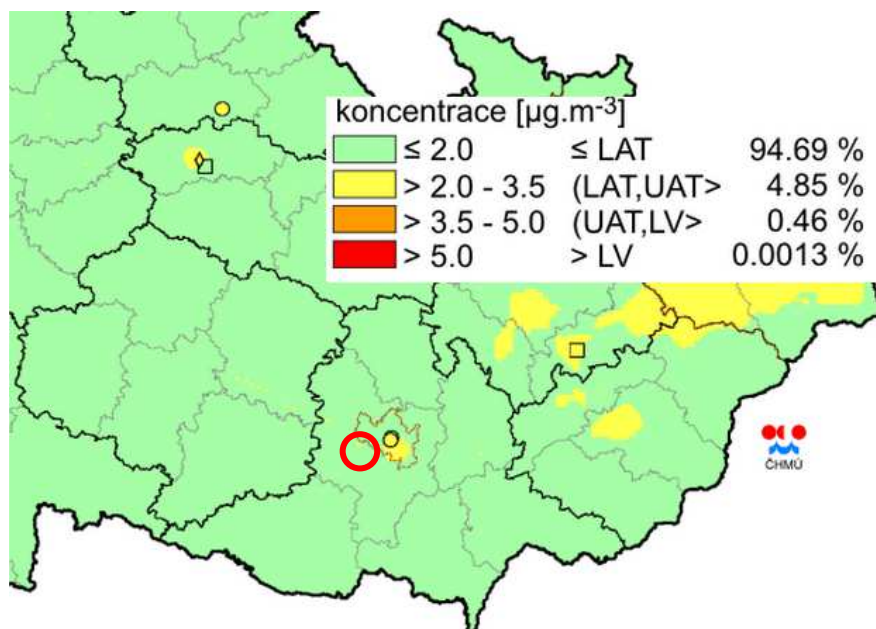 koncentrace [µg.m-3]
≤ 2.0 ≤ LAT 94.69 %
> 2.0 - 3.5 (LAT,UAT> 4.85 %
> 3.5 - 5.0 (UAT,LV> 0.46 %
> 5.0 > LV 0.0013 %
ČHMÚ